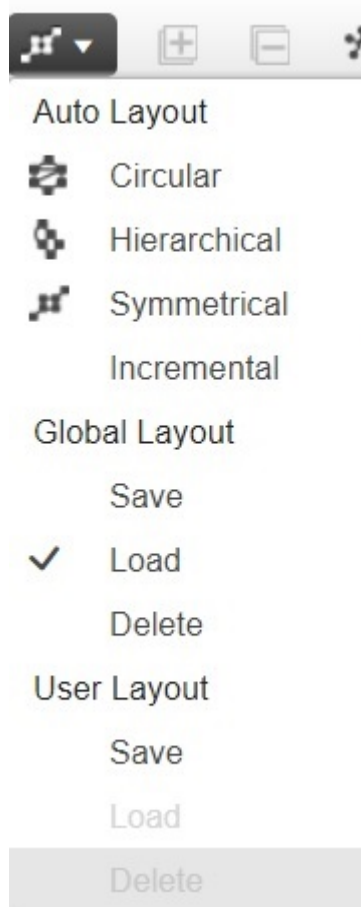 Auto Layout
Circular
Hierarchical
Symmetrical
Incremental
Global Layout
Save
Load
Delete
User Layout
Save
Load
Delete